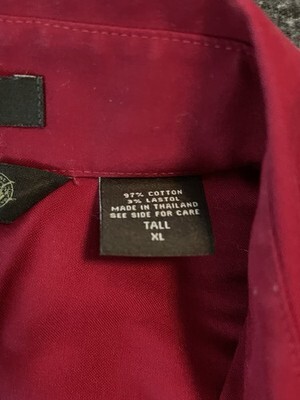 97% COTTON
3% LASTOL
MADE IN THAILAND
SEE SIDE FOR CARE
TALL
XL